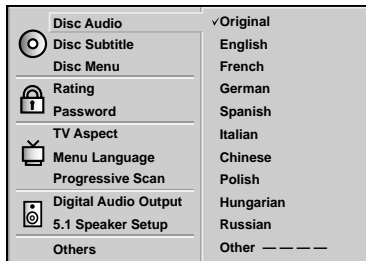 Disc Audio
Disc Subtitle
Disc Menu
Rating
Password
TV Aspect
Menu Language
Progressive Scan
Digital Audio Output
5.1 Speaker Setup
Others
✓Original
English
French
German
Spanish
Italian
Chinese
Polish
Hungarian
Russian
Other — — — —